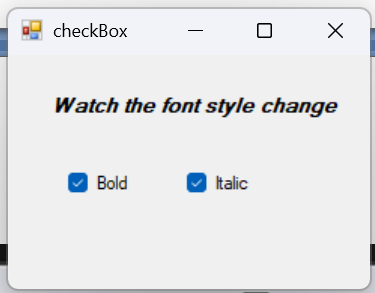 checkBox
Watch the font style change
Bold Italic